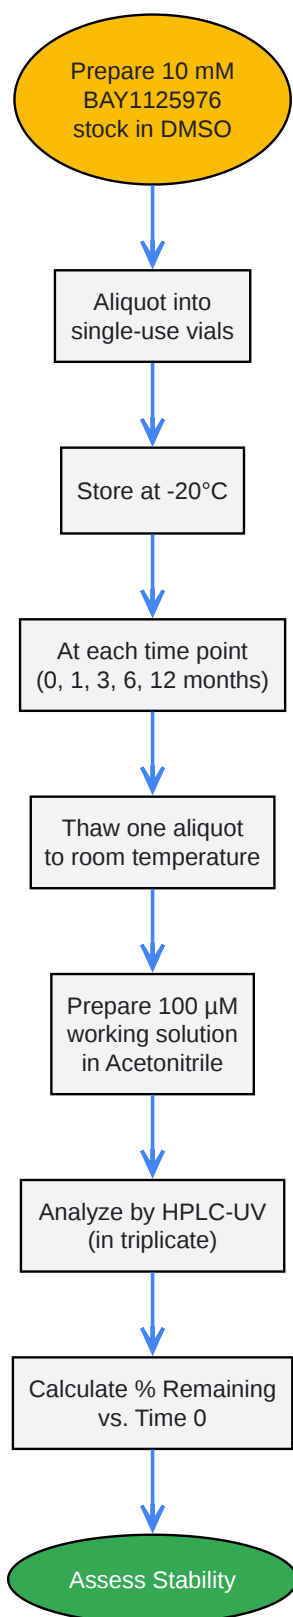 Prepare 10 mM
BAY1125976
stock in DMSO
Aliquot into
single-use vials
Store at -20°C
At each time point
(0, 1, 3, 6, 12 months)
Thaw one aliquot
to room temperature
Prepare 100 µM
working solution
in Acetonitrile
Analyze by HPLC-UV
(in triplicate)
Calculate % Remaining
vs. Time 0
Assess Stability